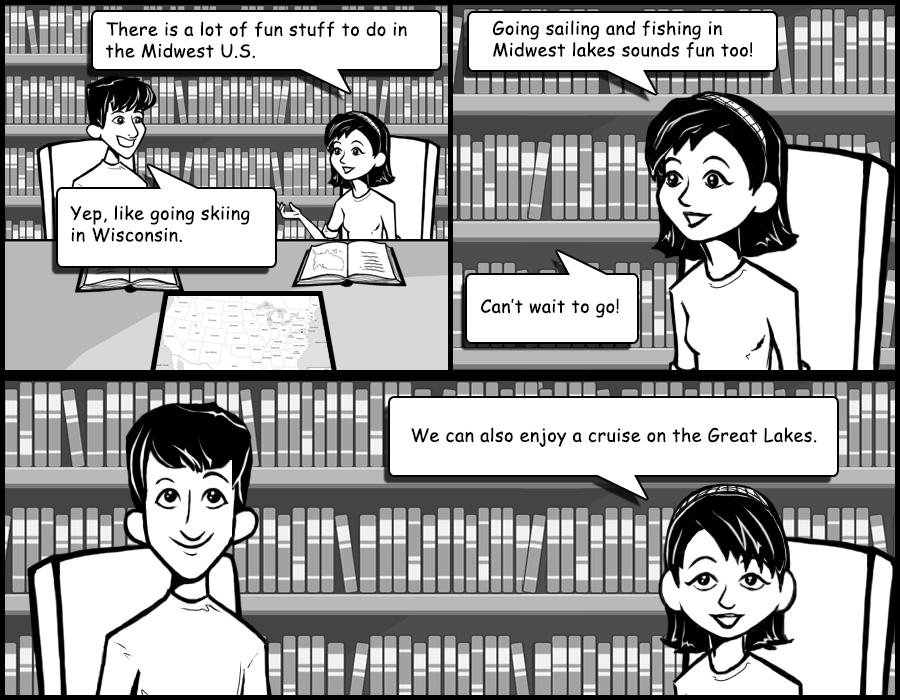 There is a lot of fun stuff to do in
the Midwest U.S.
Yep, like going skiing
in Wisconsin.
Going sailing and fishing in
Midwest lakes sounds fun too!
Can't wait to go!
We can also enjoy a cruise on the Great Lakes.